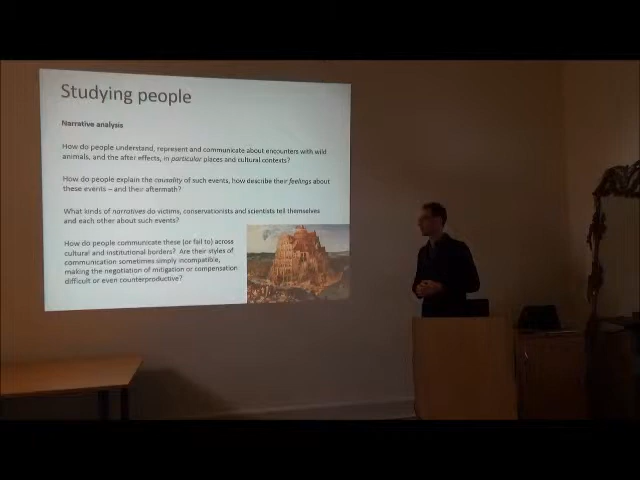 Studying people
Narrative analysis
How do people understand, represent and communicate about encounters with wild
animals, and the after effects, in particular places and cultural contexts?
How do people explain the causality of such events, how describe their feelings about
these events – and their aftermath?
What kinds of narratives do victims, conservationists and scientists tell themselves
and each other about such events?
How do people communicate these (or fail to) across
cultural and institutional borders? Are their styles of
communication sometimes simply incompatible,
making the negotiation of mitigation or compensation
difficult or even counterproductive?